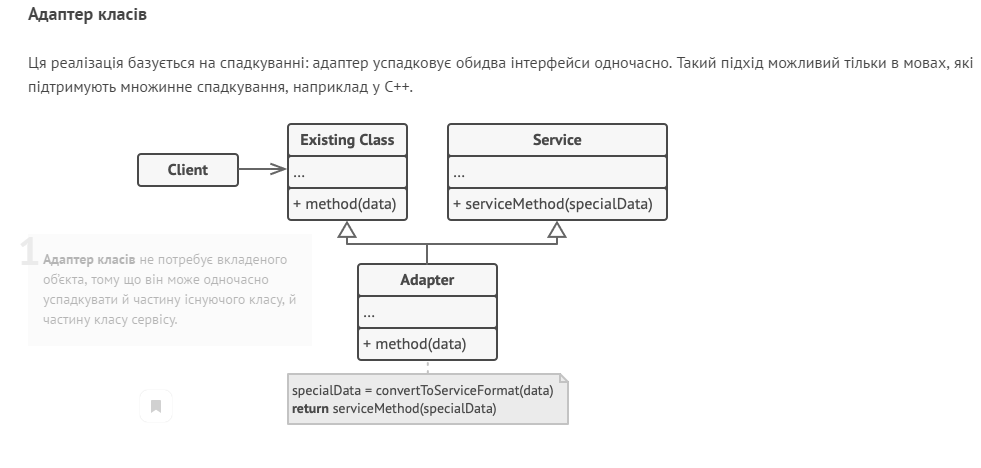 Адаптер класів
Ця реалізація базується на спадкуванні: адаптер успадковує обидва інтерфейси одночасно. Такий підхід можливий тільки в мовах, які
підтримують множинне спадкування, наприклад у C++.
Existing Class
...
+ method(data)
Service
...
+ serviceMethod(specialData)
Client
1
Адаптер класів не потребує вкладеного
об'єкта, тому що він може одночасно
успадкувати й частину існуючого класу, й
частину класу сервісу.
Adapter
...
+ method(data)
specialData = convertToServiceFormat(data)
return serviceMethod(specialData)